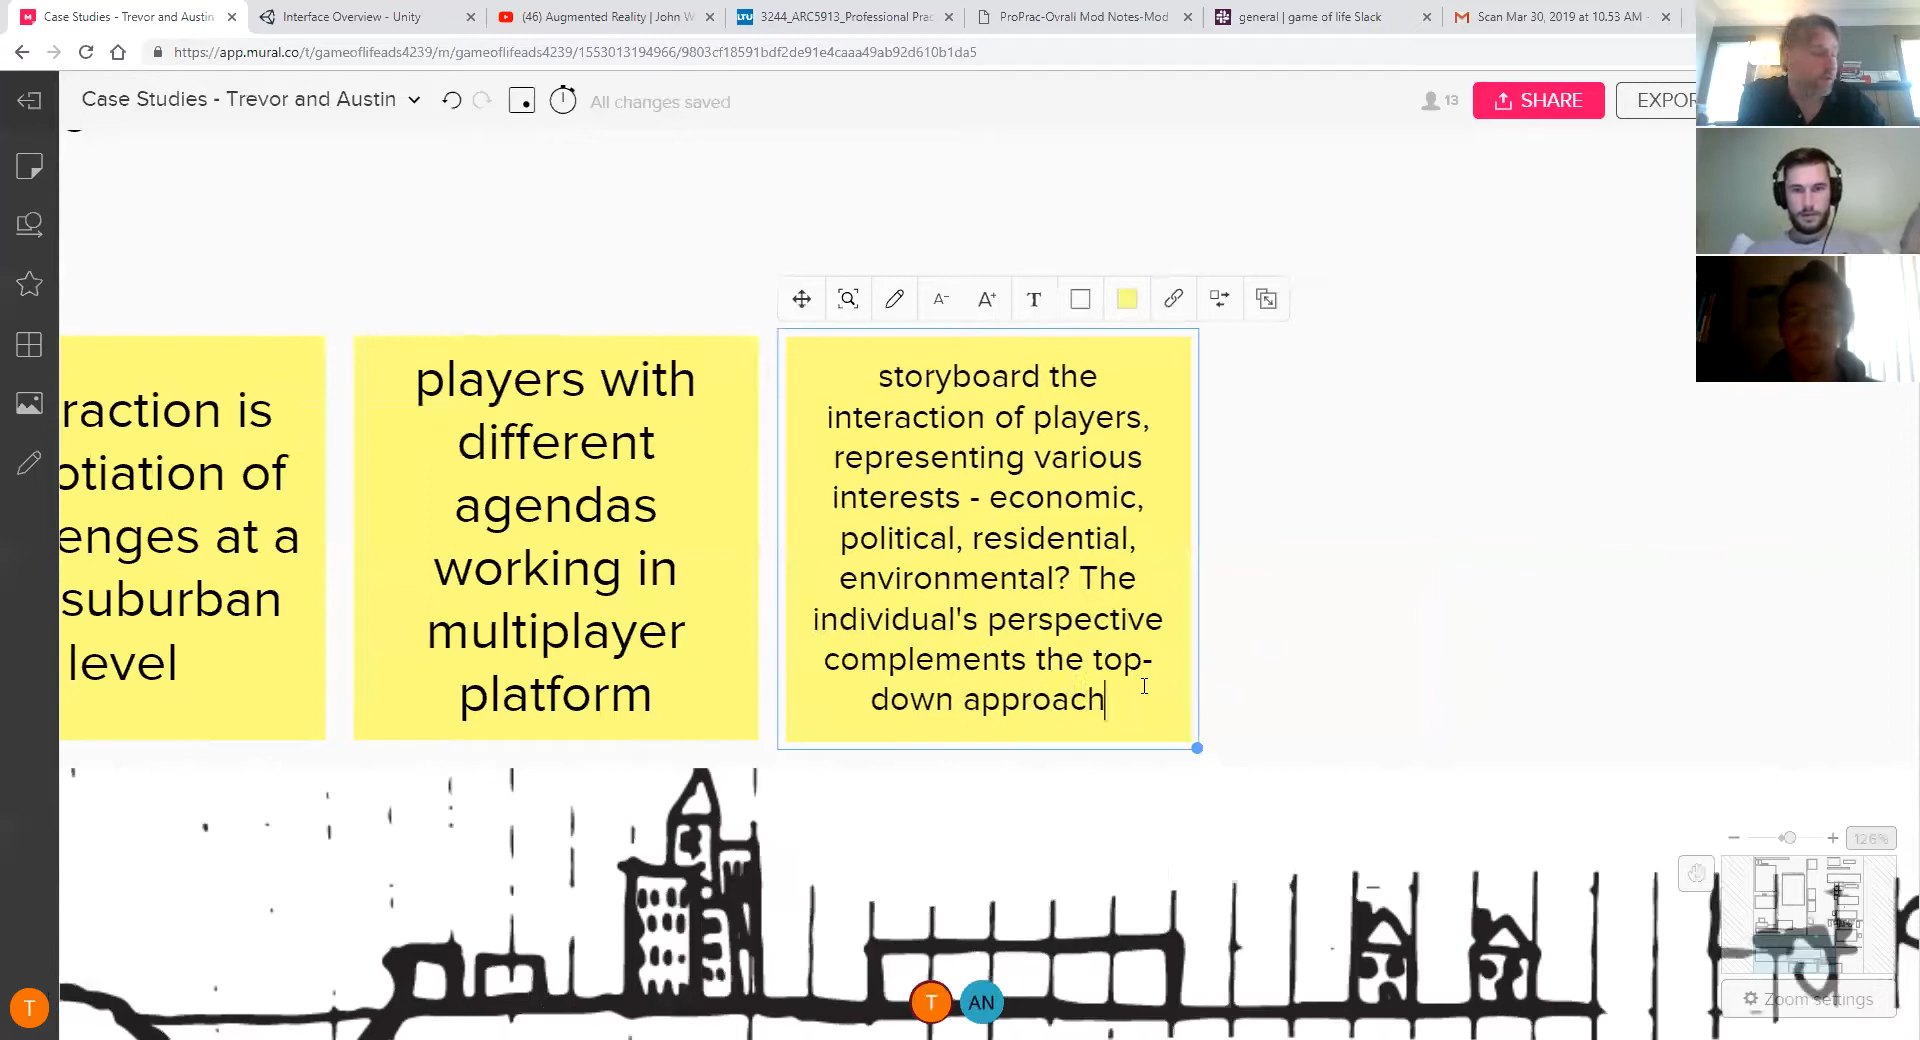 Case Studies - Trevor and Austin
Interface Overview - Unity
(46) Augmented Reality | John W
3244_ARC5913_Professional Prac
ProPrac-Ovrall Mod Notes-Mod
general | game of life Slack
Scan Mar 30, 2019 at 10.53 AM -
https://app.mural.co/t/gameoflifeads4239/m/gameoflifeads4239/1553013194966/9803cf18591bdf2de91e4caaa49ab92d610b1da5
Case Studies - Trevor and Austin
All changes saved
13
SHARE
EXPOR
A-
A+
T
raction is
otiation of
enges at a
suburban
level
players with
different
agendas
working in
multiplayer
platform
storyboard the
interaction of players,
representing various
interests - economic,
political, residential,
environmental? The
individual's perspective
complements the top-
down approach
126%
Zoom settings
T
T
AN